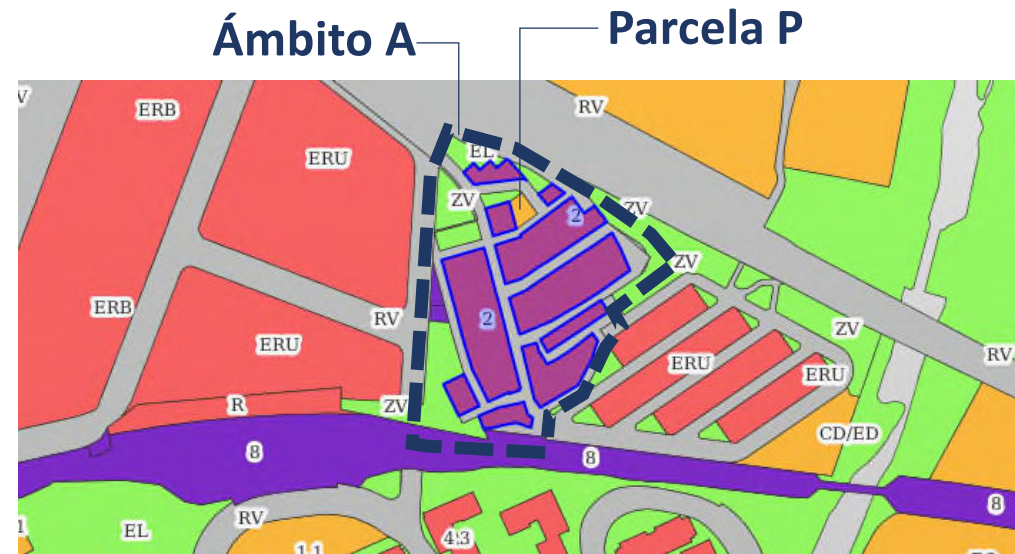 Ámbito A
Parcela P
V
ERB
RV
ERU
EL
ZV
ZV
2
ZV
ERB
RV
2
ZV
ERU
RV
ERU
ERU
R
ZV
CD/ED
8
8
8
1
EL
RV
4.3
1.1